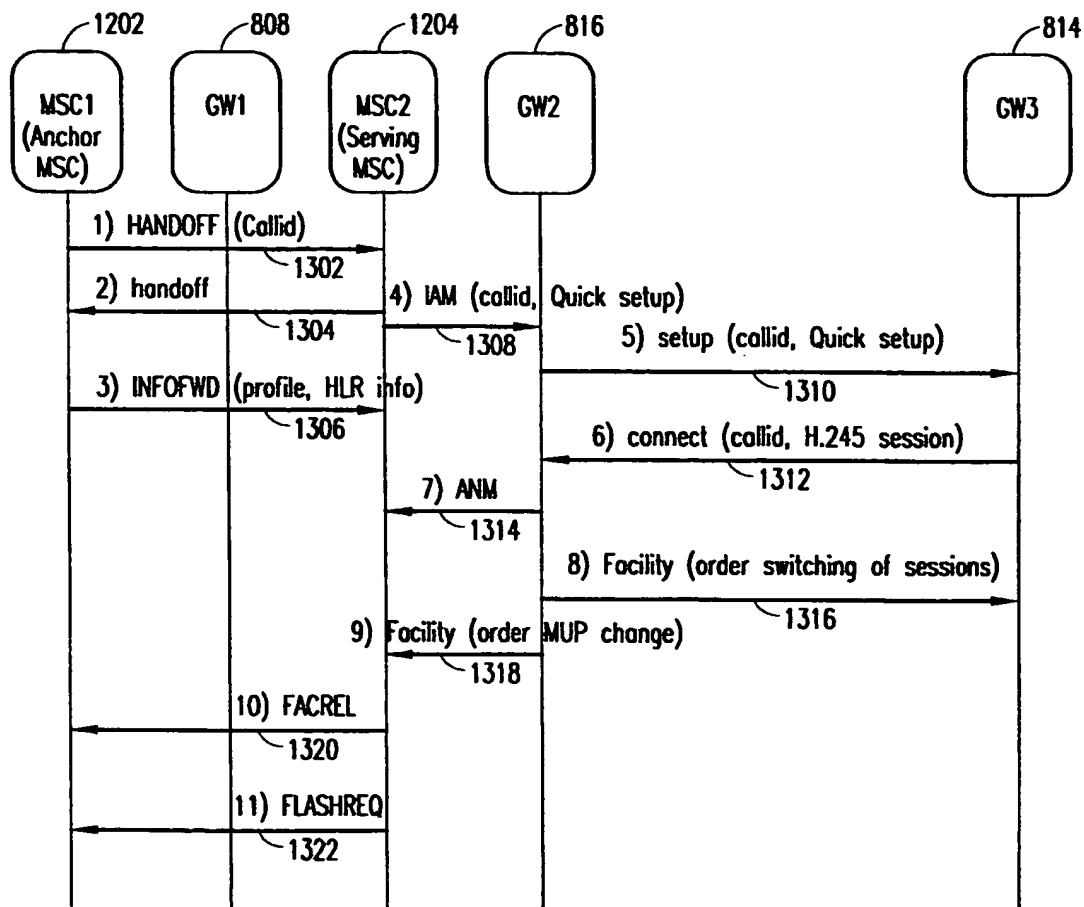 1202
808
1204
816
814
MSC1
(Anchor
MSC)
GW1
MSC2
(Serving
MSC)
GW2
GW3
1) HANDOFF (Callid)
1302
2) handoff
1304
4) IAM (callid, Quick setup)
1308
5) setup (callid, Quick setup)
1310
3) INFOFWD (profile, HLR info)
1306
6) connect (callid, H.245 session)
1312
7) ANM
1314
8) Facility (order switching of sessions)
1316
9) Facility (order MUP change)
1318
10) FACREL
1320
11) FLASHREQ
1322